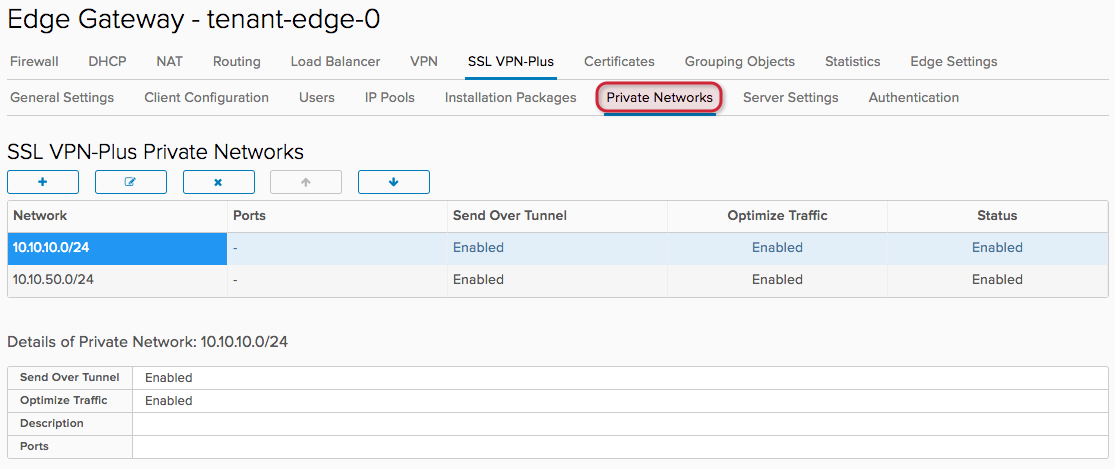 Edge Gateway - tenant-edge-0
Firewall DHCP NAT Routing Load Balancer VPN SSL VPN-Plus Certificates Grouping Objects Statistics Edge Settings
General Settings Client Configuration Users IP Pools Installation Packages Private Networks Server Settings Authentication
SSL VPN-Plus Private Networks
Network Ports Send Over Tunnel Optimize Traffic Status
10.10.10.0/24 - Enabled Enabled Enabled
10.10.50.0/24 - Enabled Enabled Enabled
Details of Private Network: 10.10.10.0/24
Send Over Tunnel Enabled
Optimize Traffic Enabled
Description
Ports